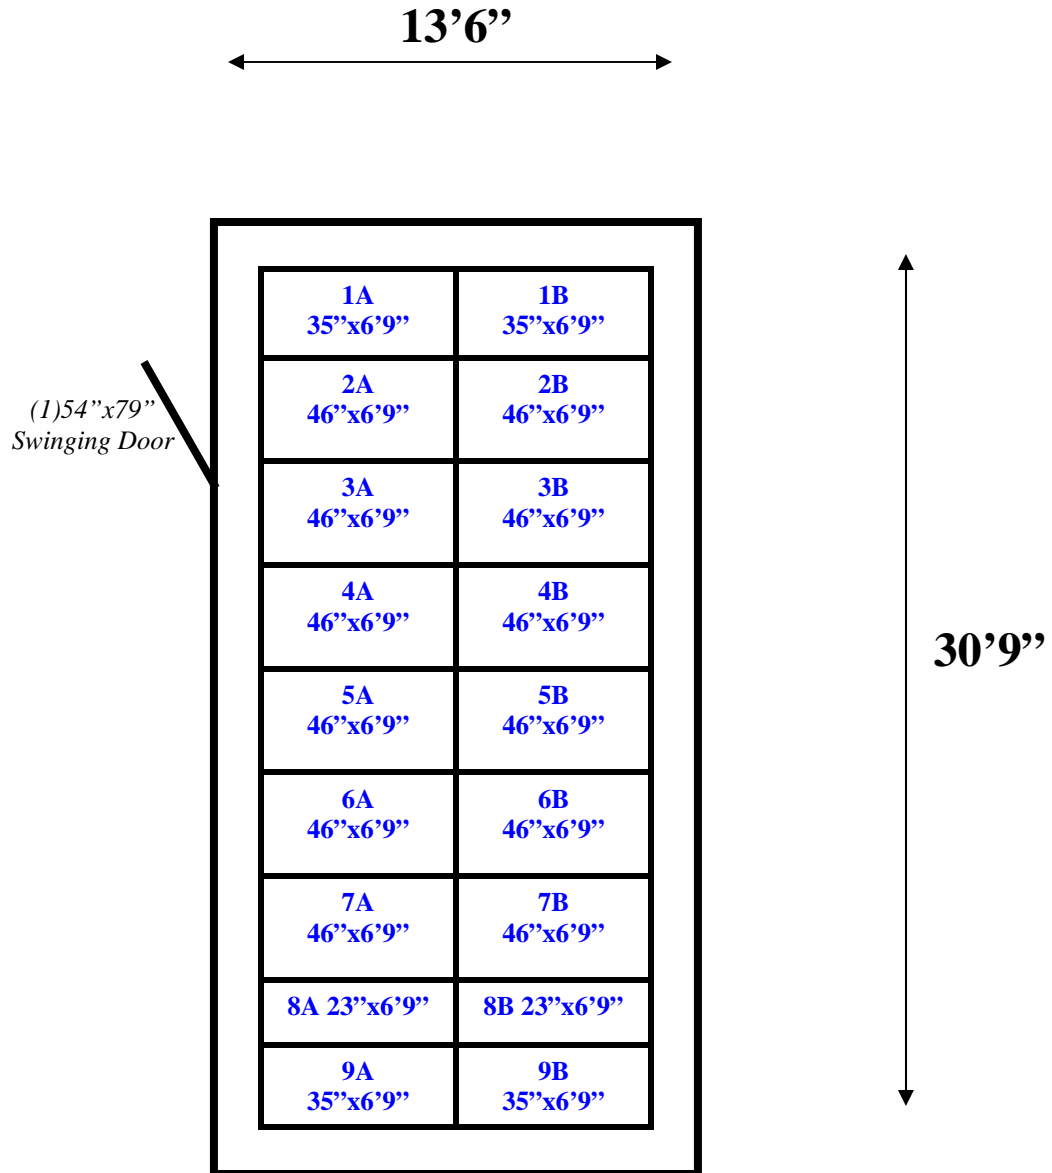 13’6”
1A
35”x6’9”
1B
35”x6’9”
2A
46”x6’9”
2B
46”x6’9”
(1)54”x79”
Swinging Door
3A
46”x6’9”
3B
46”x6’9”
4A
46”x6’9”
4B
46”x6’9”
30’9”
5A
46”x6’9”
5B
46”x6’9”
6A
46”x6’9”
6B
46”x6’9”
7A
46”x6’9”
7B
46”x6’9”
8A 23”x6’9”
8B 23”x6’9”
9A
35”x6’9”
9B
35”x6’9”